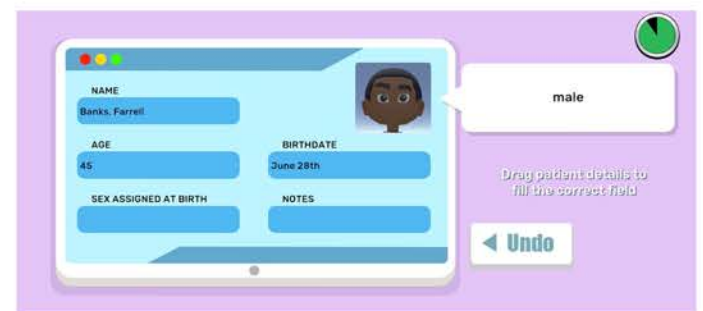 NAME
Banks, Farrell
male
AGE
BIRTHDATE
45
June 28th
Drag patient details to
fill the correct field
SEX ASSIGNED AT BIRTH
NOTES
Undo